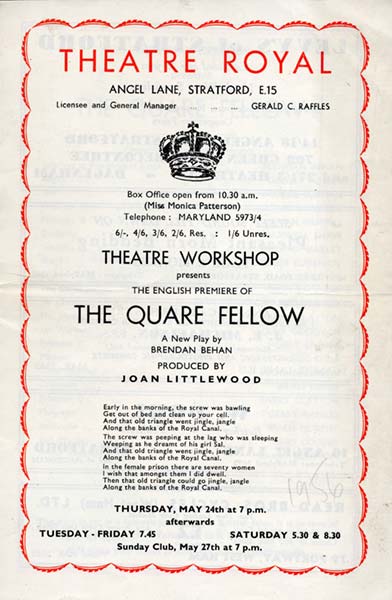 THEATRE ROYAL
ANGEL LANE, STRATFORD, E.15
Licensee and General Manager ... ... ... GERALD C. RAFFLES
Box Office open from 10.30 a.m.
(Miss Monica Patterson)
Telephone : MARYLAND 5973/4
6/-, 4/6, 3/6, 2/6, Res. : 1/6 Unres.
THEATRE WORKSHOP
presents
THE ENGLISH PREMIERE OF
THE QUARE FELLOW
A New Play by
BRENDAN BEHAN
PRODUCED BY
JOAN LITTLEWOOD
Early in the morning, the screw was bawling
Get out of bed and clean up your cell.
And that old triangle went jingle, jangle
Along the banks of the Royal Canal.
The screw was peeping at the lag who was sleeping
Weeping at he dreamt of his girl Sal.
And that old triangle went jingle, jangle
Along the banks of the Royal Canal.
In the female prison there are seventy women
I wish that amongst them I did dwell.
Then that old triangle could go jingle, jangle
Along the banks of the Royal Canal.
1956
THURSDAY, MAY 24th at 7 p.m.
afterwards
TUESDAY - FRIDAY 7.45 SATURDAY 5.30 & 8.30
Sunday Club, May 27th at 7 p.m.